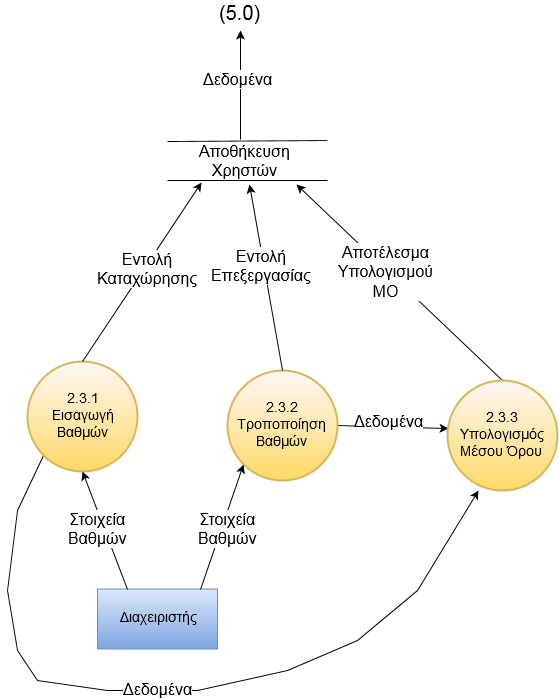 (5.0)
Δεδομένα
Αποθήκευση
Χρηστών
Εντολή
Καταχώρησης
Εντολή
Επεξεργασίας
Αποτέλεσμα
Υπολογισμού
ΜΟ
2.3.1
Εισαγωγή
Βαθμών
2.3.2
Τροποποίηση
Βαθμών
Δεδομένα
2.3.3
Υπολογισμός
Μέσου Όρου
Στοιχεία
Βαθμών
Στοιχεία
Βαθμών
Διαχειριστής
Δεδομένα